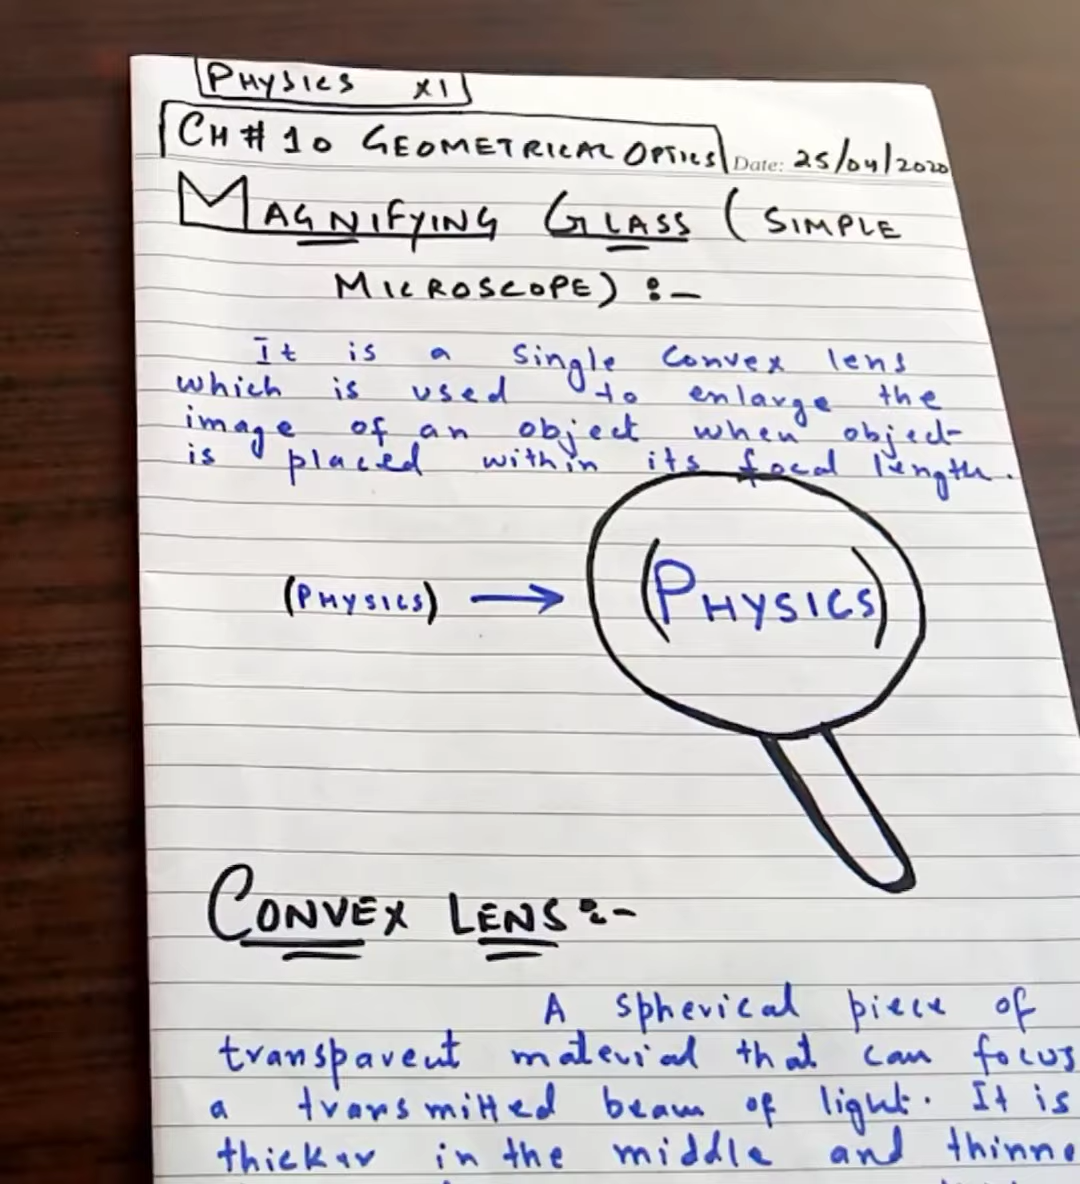 PHYSICS XI
CH # 10 GEOMETRICAL OPTICS Date: 25/04/2020
MAGNIFYING GLASS (SIMPLE
MICROSCOPE) :-
It is a single convex lens
which is used to enlarge the
image of an object when object
is placed within its focal length.
(PHYSICS) → (PHYSICS)
CONVEX LENS:-
A spherical piece of
transparent material that can focus
a transmitted beam of light. It is
thicker in the middle and thinne